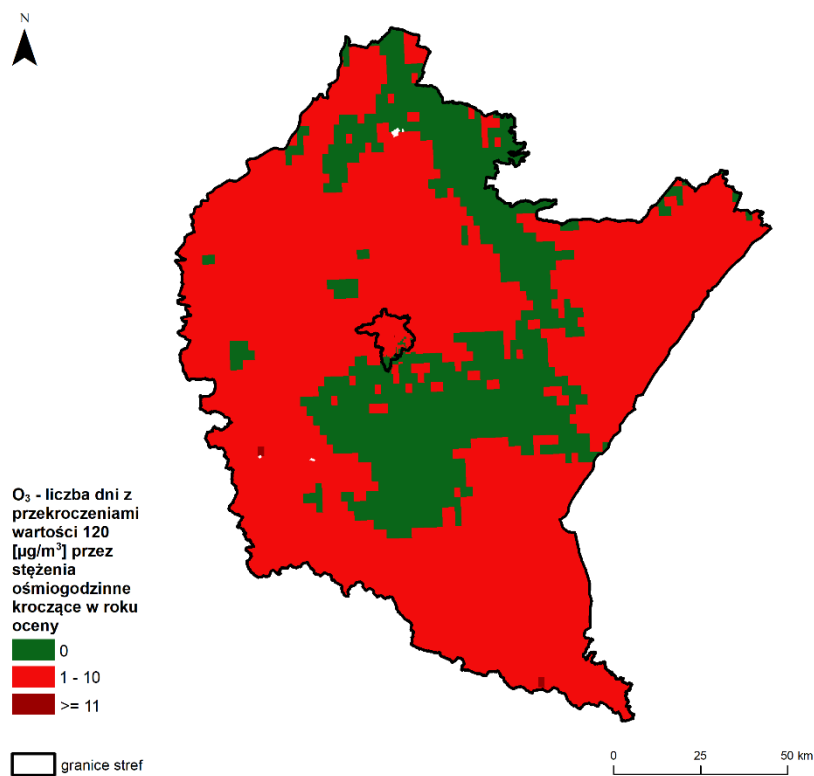 N
O₃ - liczba dni z
przekroczeniami
wartości 120
[µg/m³] przez
stężenia
ośmiogodzinne
kroczące w roku
oceny
0
1 - 10
>= 11
granice stref
0 25 50 km